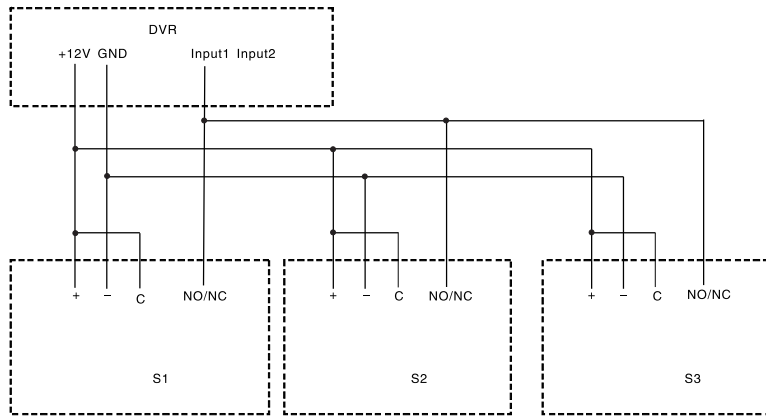 DVR
+12V GND Input1 Input2
+ – C NO/NC + – C NO/NC + – C NO/NC
S1 S2 S3